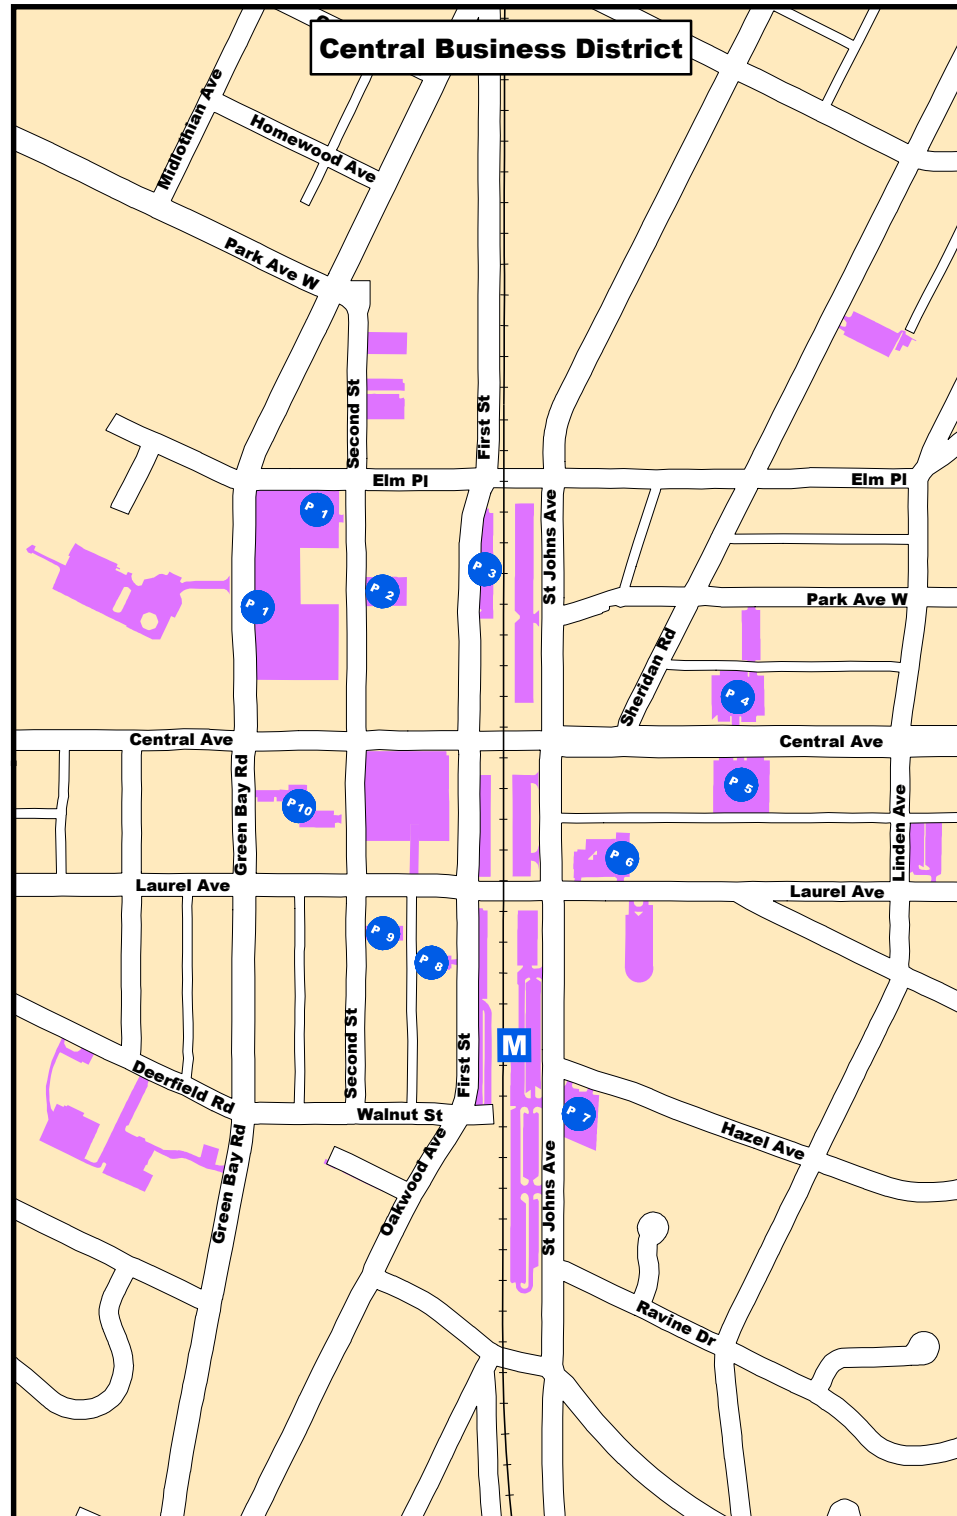 Central Business District
Midlothian Ave
Homewood Ave
Park Ave W
Second St
First St
Elm Pl
Elm Pl
P 1
St Johns Ave
P 3
P 2
P 1
Park Ave W
Sheridan Rd
P 4
Central Ave
Central Ave
Green Bay Rd
P 5
P10
Linden Ave
P 6
Laurel Ave
Laurel Ave
P 9
P 8
Second St
First St
M
Deerfield Rd
Walnut St
P 7
Hazel Ave
Green Bay Rd
Oakwood Ave
St Johns Ave
Ravine Dr